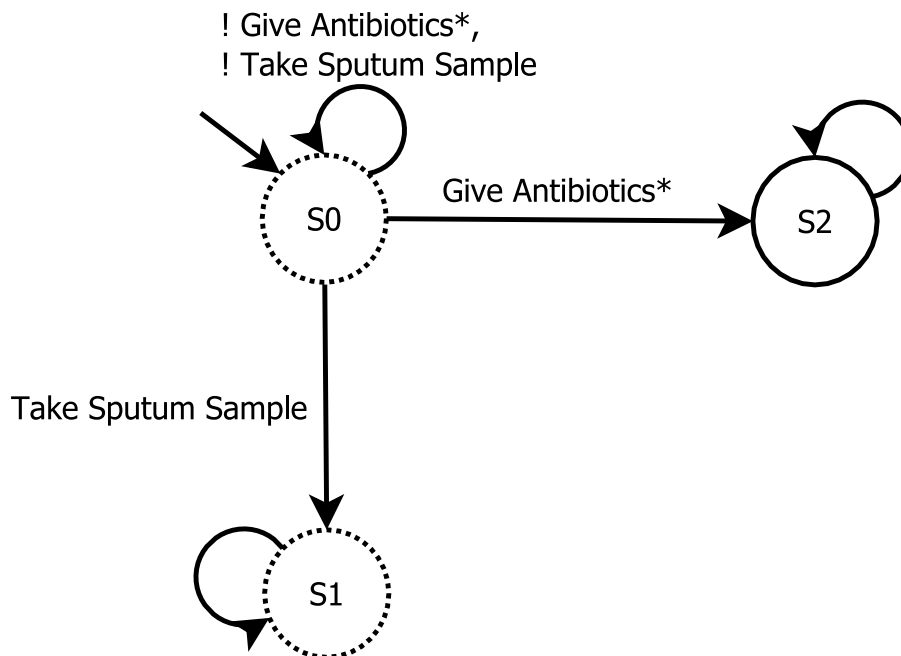 ! Give Antibiotics*,
! Take Sputum Sample
S0
Give Antibiotics*
S2
Take Sputum Sample
S1